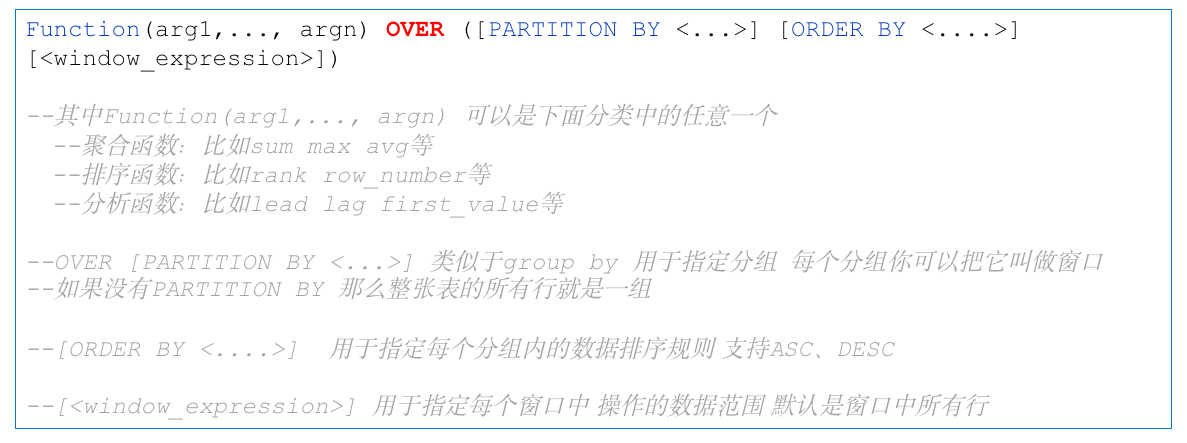 Function(arg1,..., argn) OVER ([PARTITION BY <...>] [ORDER BY <....>]
[<window_expression>])
--其中Function(arg1,..., argn) 可以是下面分类中的任意一个
--聚合函数：比如sum max avg等
--排序函数：比如rank row_number等
--分析函数：比如lead lag first_value等
--OVER [PARTITION BY <...>] 类似于group by 用于指定分组 每个分组你可以把它叫做窗口
--如果没有PARTITION BY 那么整张表的所有行就是一组
--[ORDER BY <....>] 用于指定每个分组内的数据排序规则 支持ASC、DESC
--[<window_expression>] 用于指定每个窗口中 操作的数据范围 默认是窗口中所有行